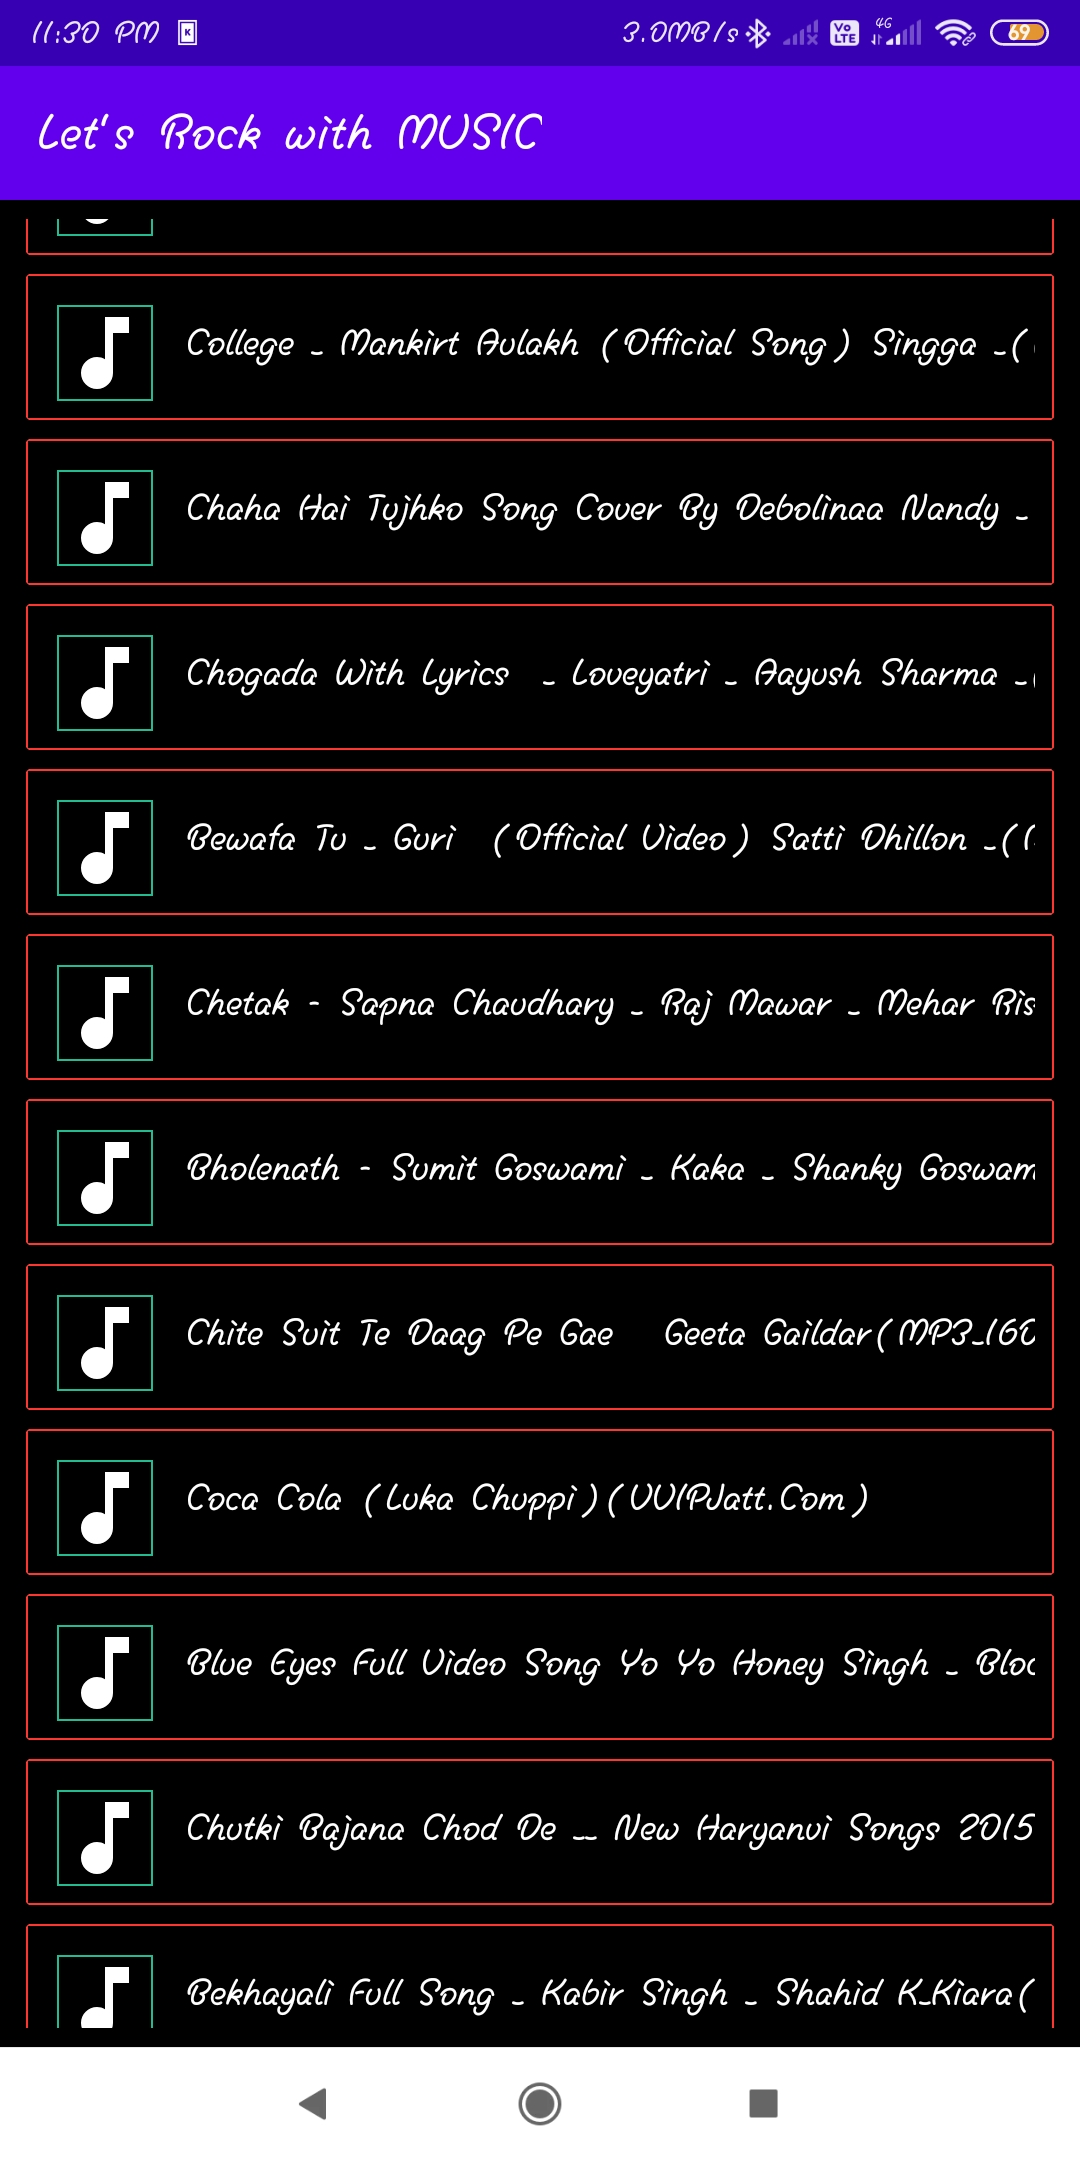 11:30 PM K 3.0MB/s Vo LTE 4G 69
Let's Rock with MUSIC
College _ Mankirt Aulakh (Official Song) Singga _(
Chaha Hai Tujhko Song Cover By Debolinaa Nandy _
Chogada With Lyrics _ Loveyatri _ Aayush Sharma _(
Bewafa Tu _ Guri (Official Video) Satti Dhillon _(
Chetak - Sapna Chaudhary _ Raj Mawar _ Mehar Ris
Bholenath - Sumit Goswami _ Kaka _ Shanky Goswam
Chite Suit Te Daag Pe Gae Geeta Gaildar(MP3_160
Coca Cola (Luka Chuppi)(VVIPJatt.Com)
Blue Eyes Full Video Song Yo Yo Honey Singh _ Bloc
Chutki Bajana Chod De __ New Haryanvi Songs 2015
Bekhayali Full Song _ Kabir Singh _ Shahid K_Kiara(